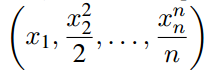 $\left( x_1, \frac{x_2^2}{2}, \ldots, \frac{x_n^n}{n} \right)$